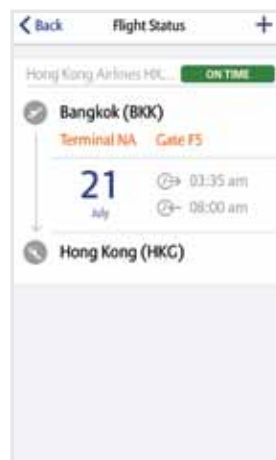 Back Flight Status +
Hong Kong Airlines HX... ON TIME
Bangkok (BKK)
Terminal NA Gate F5
21 03:35 am
July 08:00 am
Hong Kong (HKG)